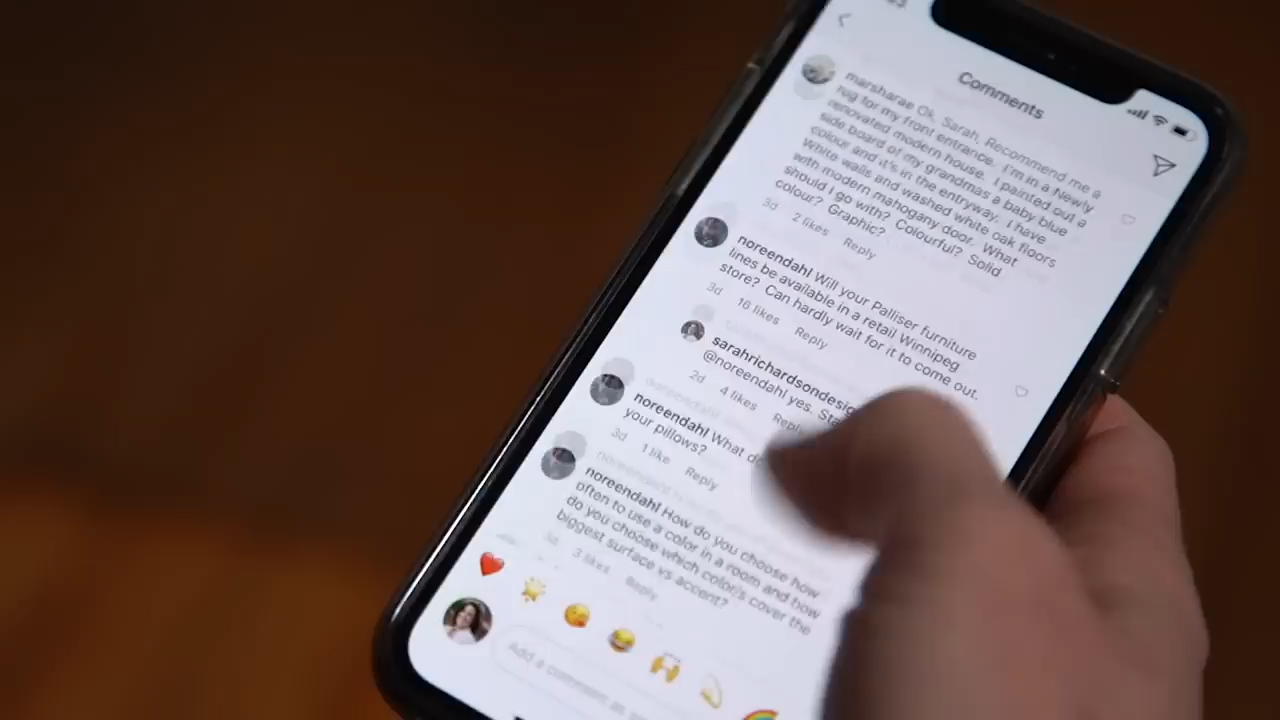 Comments
marsharae Ok, Sarah, Recommend me a
rug for my front entrance. I'm in a Newly
renovated modern house. I painted out a
side board of my grandmas a baby blue
colour and it's in the entryway. I have
White walls and washed white oak floors
with modern mahogany door. What
should I go with? Colourful? Solid
colour? Graphic?
3d 2 likes Reply
noreendahl Will your Palliser furniture
lines be available in a retail Winnipeg
store? Can hardly wait for it to come out.
3d 16 likes Reply
sarahrichardsondesign
@noreendahl yes.
2d 4 likes Reply
noreendahl What
your pillows?
3d 1 like Reply
noreendahl How do you choose how
often to use a color in a room and how
do you choose which color/s cover the
biggest surface vs accent?
3d 3 likes Reply
Add a comment as